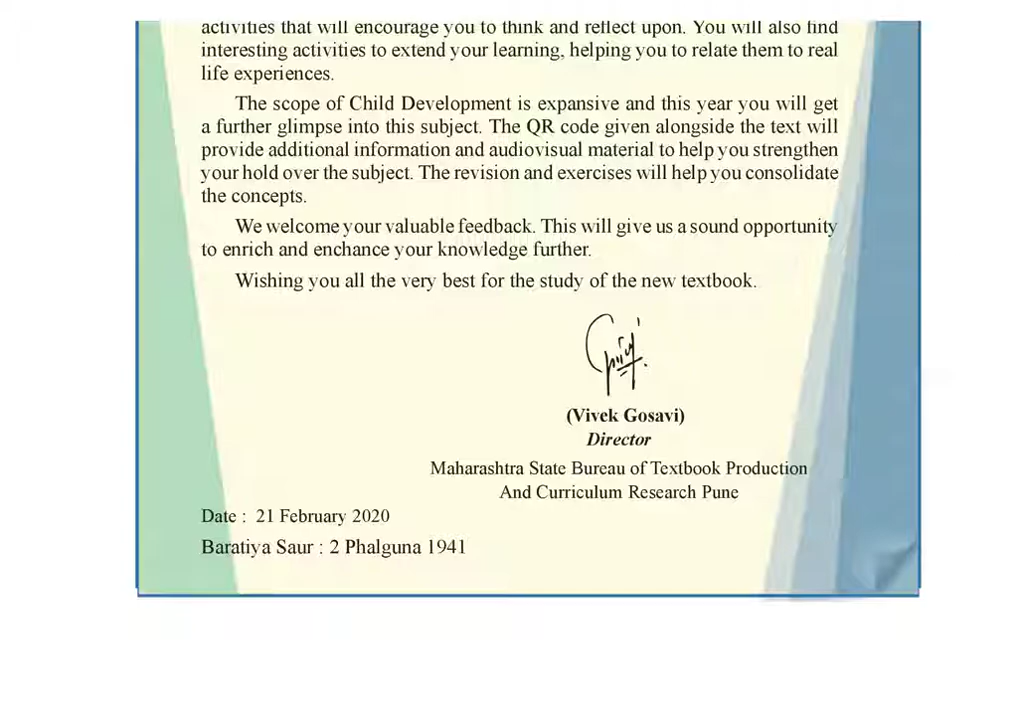 activities that will encourage you to think and reflect upon. You will also find
interesting activities to extend your learning, helping you to relate them to real
life experiences.
The scope of Child Development is expansive and this year you will get
a further glimpse into this subject. The QR code given alongside the text will
provide additional information and audiovisual material to help you strengthen
your hold over the subject. The revision and exercises will help you consolidate
the concepts.
We welcome your valuable feedback. This will give us a sound opportunity
to enrich and enchance your knowledge further.
Wishing you all the very best for the study of the new textbook.
(Vivek Gosavi)
Director
Maharashtra State Bureau of Textbook Production
And Curriculum Research Pune
Date : 21 February 2020
Baratiya Saur : 2 Phalguna 1941